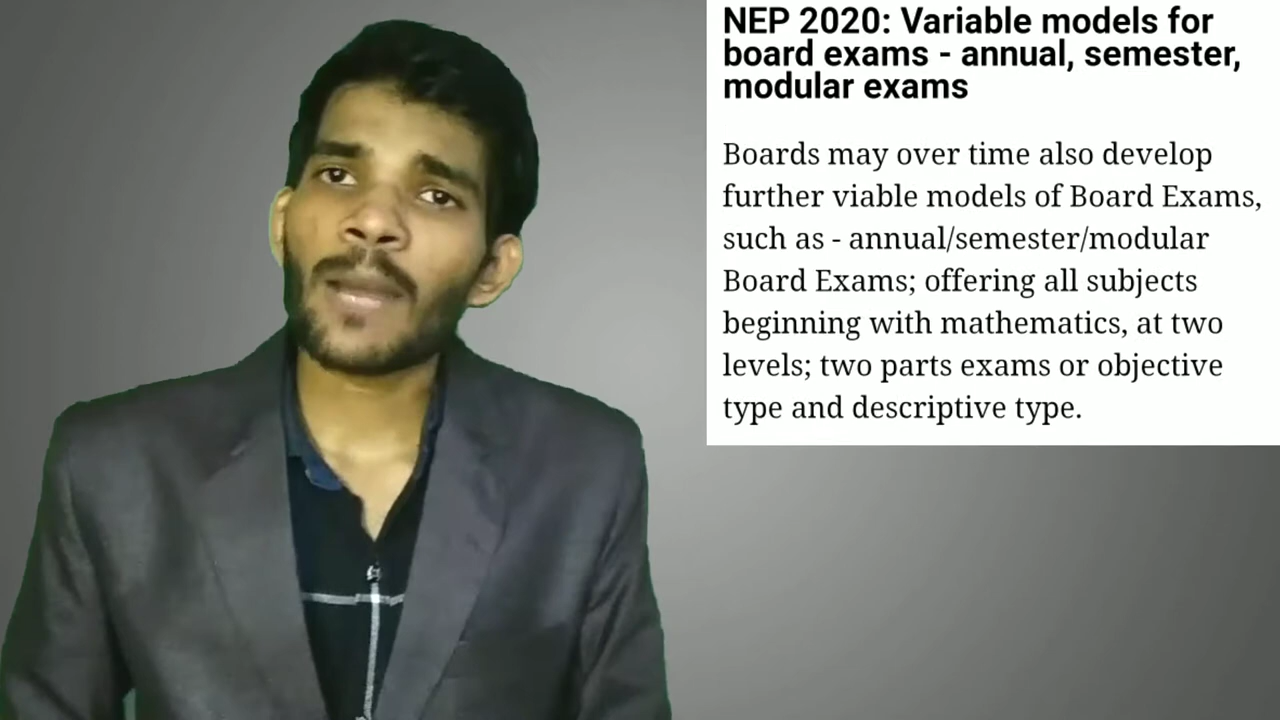 NEP 2020: Variable models for
board exams - annual, semester,
modular exams
Boards may over time also develop
further viable models of Board Exams,
such as - annual/semester/modular
Board Exams; offering all subjects
beginning with mathematics, at two
levels; two parts exams or objective
type and descriptive type.